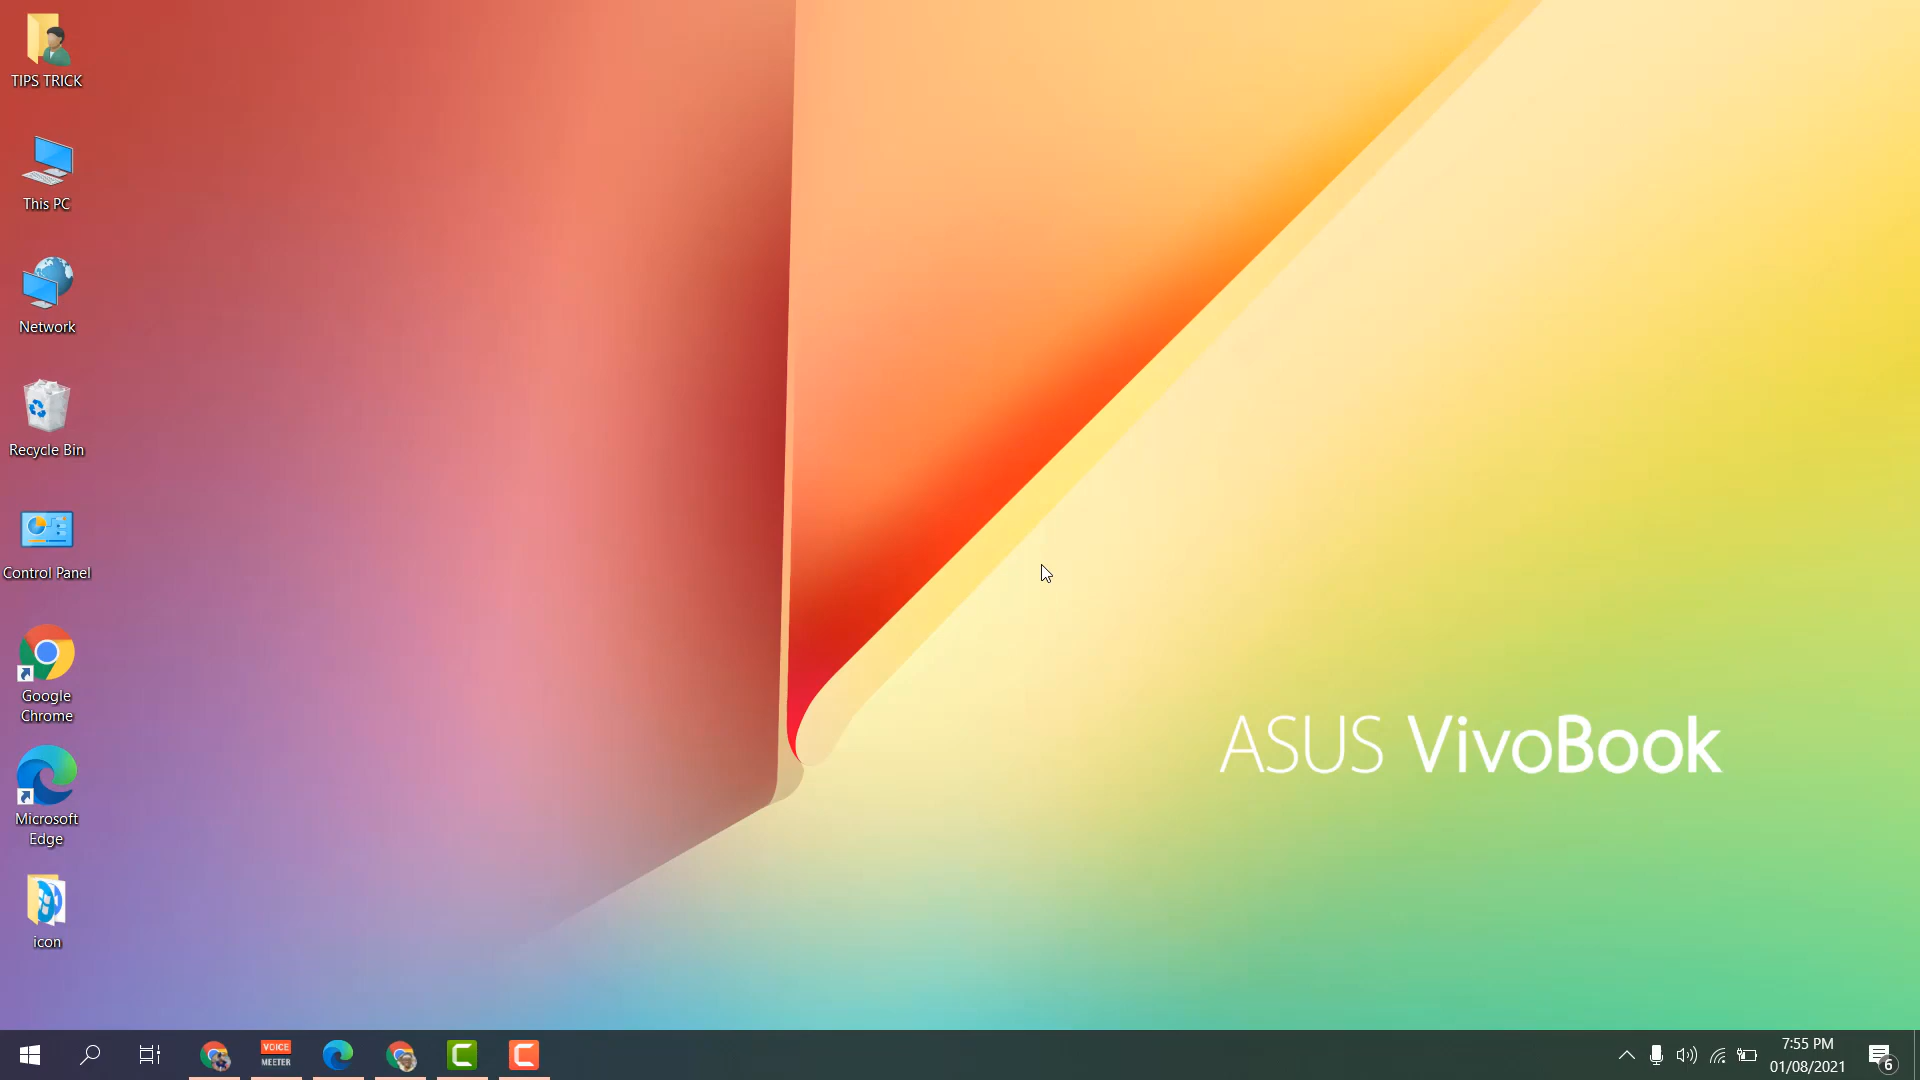 TIPS TRICK
This PC
Network
Recycle Bin
Control Panel
Google
Chrome
Microsoft
Edge
icon
ASUS VivoBook
VOICE
MEETER
7:55 PM
01/08/2021
6